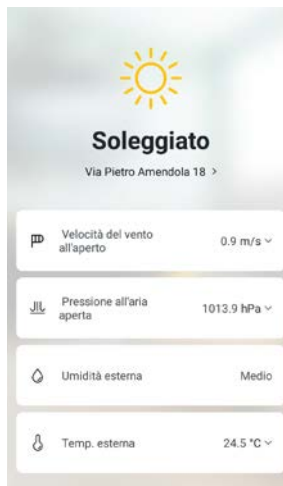 Soleggiato
Via Pietro Amendola 18 >
Velocità del vento
all'aperto
0.9 m/s
Pressione all'aria
aperta
1013.9 hPa
Umidità esterna
Medio
Temp. esterna
24.5 °C